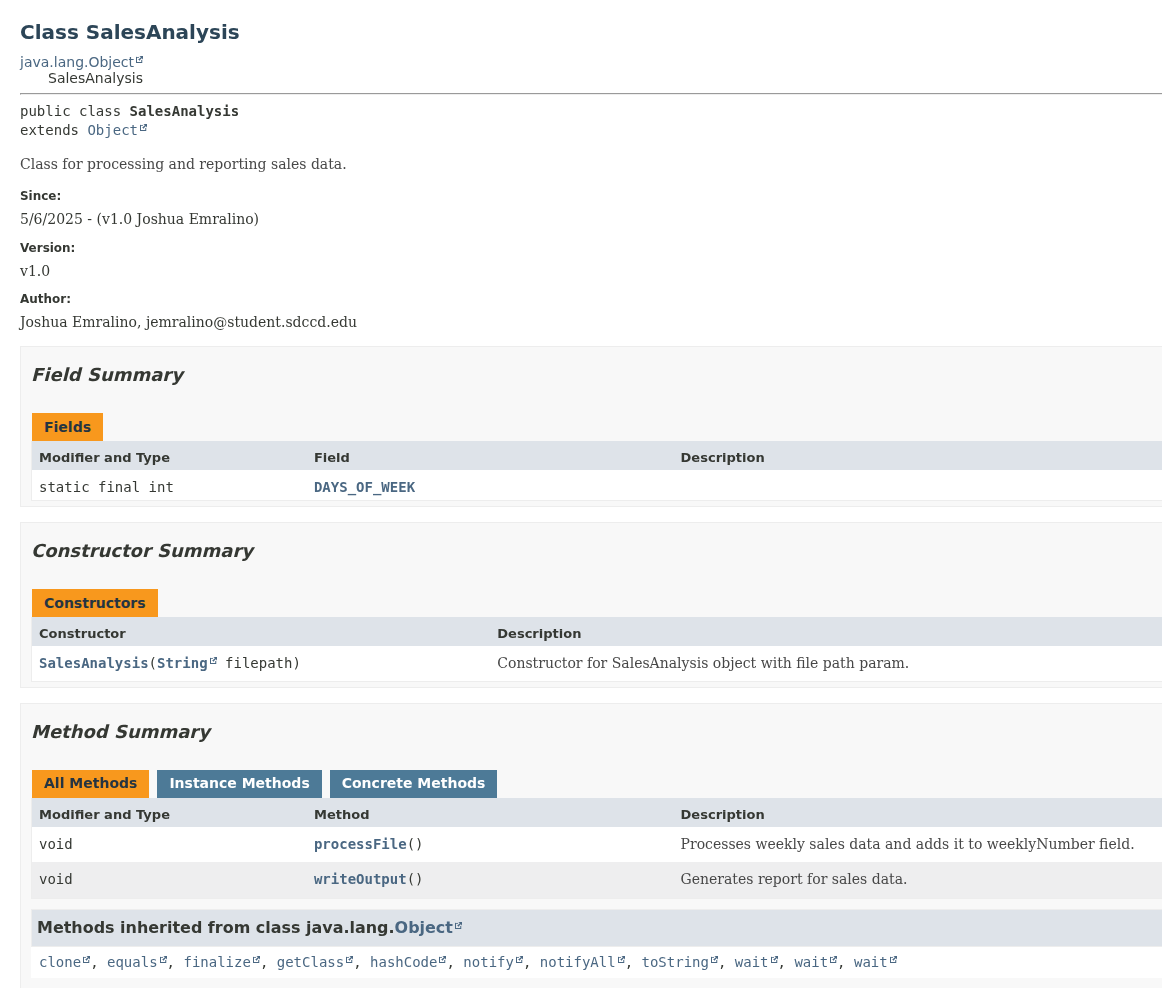 Class SalesAnalysis
java.lang.Object
SalesAnalysis
public class SalesAnalysis
extends Object
Class for processing and reporting sales data.
Since:
5/6/2025 - (v1.0 Joshua Emralino)
Version:
v1.0
Author:
Joshua Emralino, jemralino@student.sdccd.edu
Field Summary
Fields
Modifier and Type Field Description
static final int DAYS_OF_WEEK
Constructor Summary
Constructors
Constructor Description
SalesAnalysis(String filepath) Constructor for SalesAnalysis object with file path param.
Method Summary
All Methods Instance Methods Concrete Methods
Modifier and Type Method Description
void processFile() Processes weekly sales data and adds it to weeklyNumber field.
void writeOutput() Generates report for sales data.
Methods inherited from class java.lang.Object
clone, equals, finalize, getClass, hashCode, notify, notifyAll, toString, wait, wait, wait